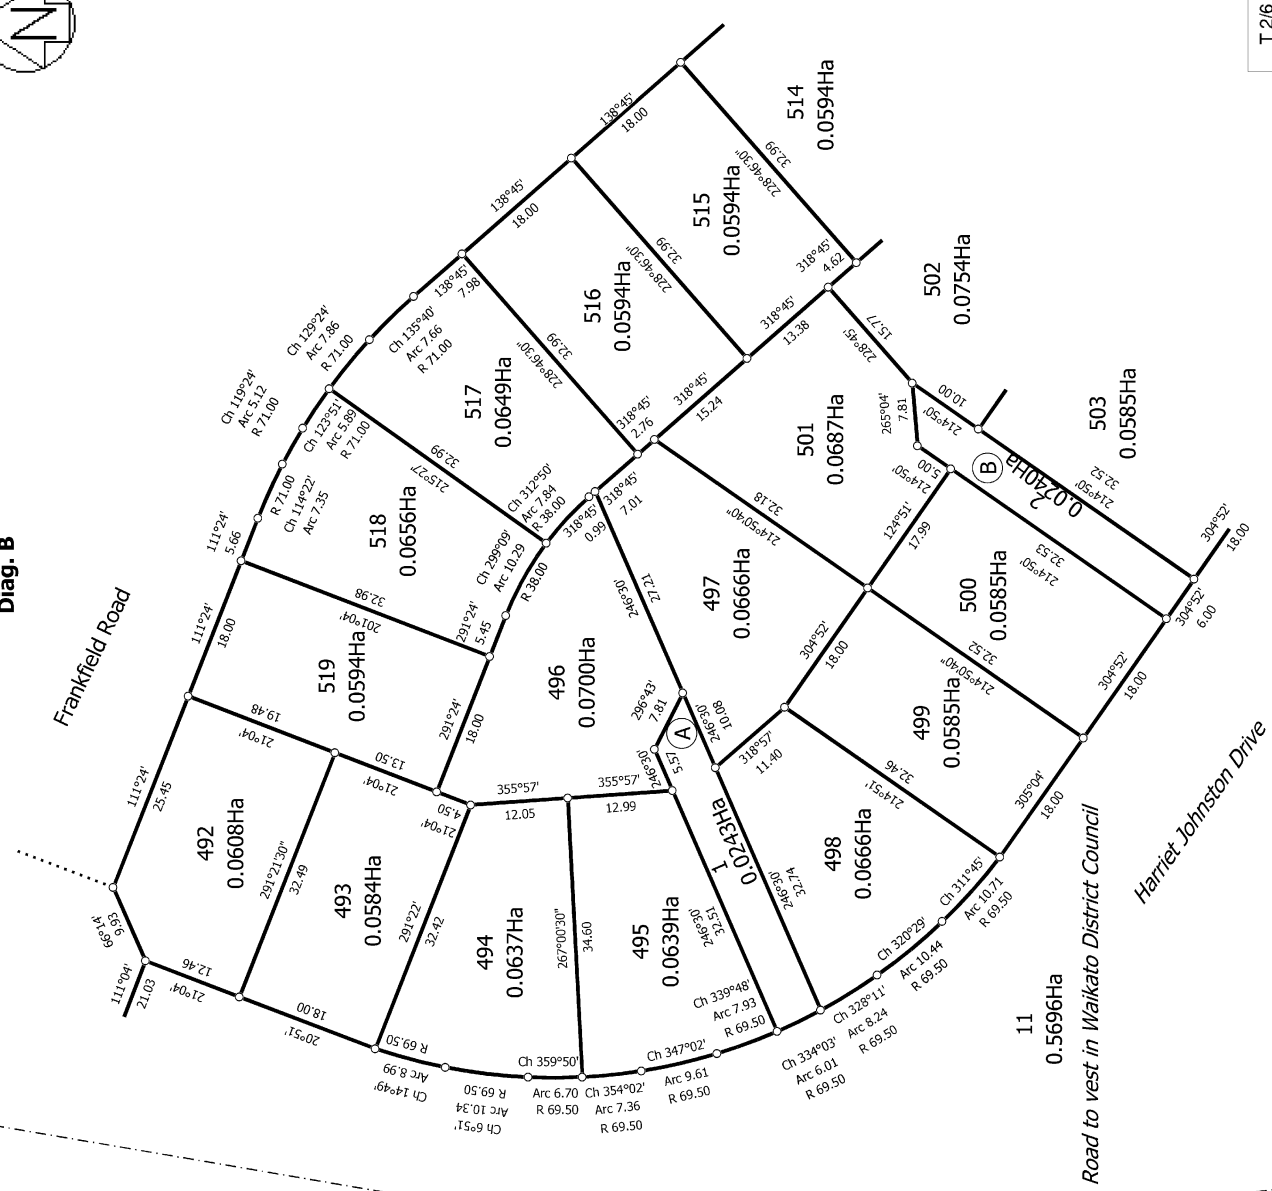 N
Diag. B
T 2/6
Frankfield Road
Harriet Johnston Drive
Road to vest in Waikato District Council
11
0.5696Ha
514
0.0594Ha
138°45'
18.00
32.99
228°46'30"
515
0.0594Ha
318°45'
4.62
138°45'
18.00
32.99
228°46'30"
516
0.0594Ha
318°45'
13.38
502
0.0754Ha
15.77
228°45'
Ch 129°24'
Arc 7.86
R 71.00
138°45'
7.98
Ch 135°40'
Arc 7.66
R 71.00
32.99
228°46'30"
517
0.0649Ha
318°45'
2.76
318°45'
15.24
Ch 119°24'
Arc 5.12
R 71.00
Ch 123°51'
Arc 5.89
R 71.00
R 71.00
Ch 114°22'
Arc 7.35
32.99
215°27'
518
0.0656Ha
Ch 312°50'
Arc 7.84
R 38.00
Ch 299°09'
Arc 10.29
R 38.00
318°45'
0.99
318°45'
7.01
111°24'
5.66
111°24'
18.00
32.98
201°04'
519
0.0594Ha
291°24'
5.45
291°24'
18.00
19.48
21°04'
13.50
21°04'
4.50
21°04'
111°24'
25.45
66°14'
9.93
111°04'
21.03
12.46
21°04'
492
0.0608Ha
291°21'30"
32.49
493
0.0584Ha
18.00
20°51'
291°22'
32.42
494
0.0637Ha
355°57'
12.05
267°00'30"
34.60
R 69.50
Arc 8.99
Ch 14°49'
R 69.50
Arc 10.34
Ch 6°51'
Ch 359°50'
Arc 6.70
R 69.50
495
0.0639Ha
355°57'
12.99
32.51
246°30'
Ch 354°02'
Arc 7.36
R 69.50
Ch 347°02'
Arc 9.61
R 69.50
Ch 339°48'
Arc 7.93
R 69.50
Ch 334°03'
Arc 6.01
R 69.50
1
0.0243Ha
246°30'
32.74
A
246°30'
5.57
296°43'
7.81
246°30'
10.08
496
0.0700Ha
246°30'
27.21
497
0.0666Ha
32.18
214°50'40"
304°52'
18.00
318°57'
11.40
498
0.0666Ha
32.46
214°51'
Ch 328°11'
Arc 8.24
R 69.50
Ch 320°29'
Arc 10.44
R 69.50
Ch 311°45'
Arc 10.71
R 69.50
499
0.0585Ha
305°04'
18.00
32.52
214°50'40"
500
0.0585Ha
304°52'
18.00
124°51'
17.99
32.53
214°50'
501
0.0687Ha
265°04'
7.81
5.00
214°50'
10.00
214°50'
B
2
0.0240Ha
32.52
214°50'
304°52'
6.00
304°52'
18.00
503
0.0585Ha